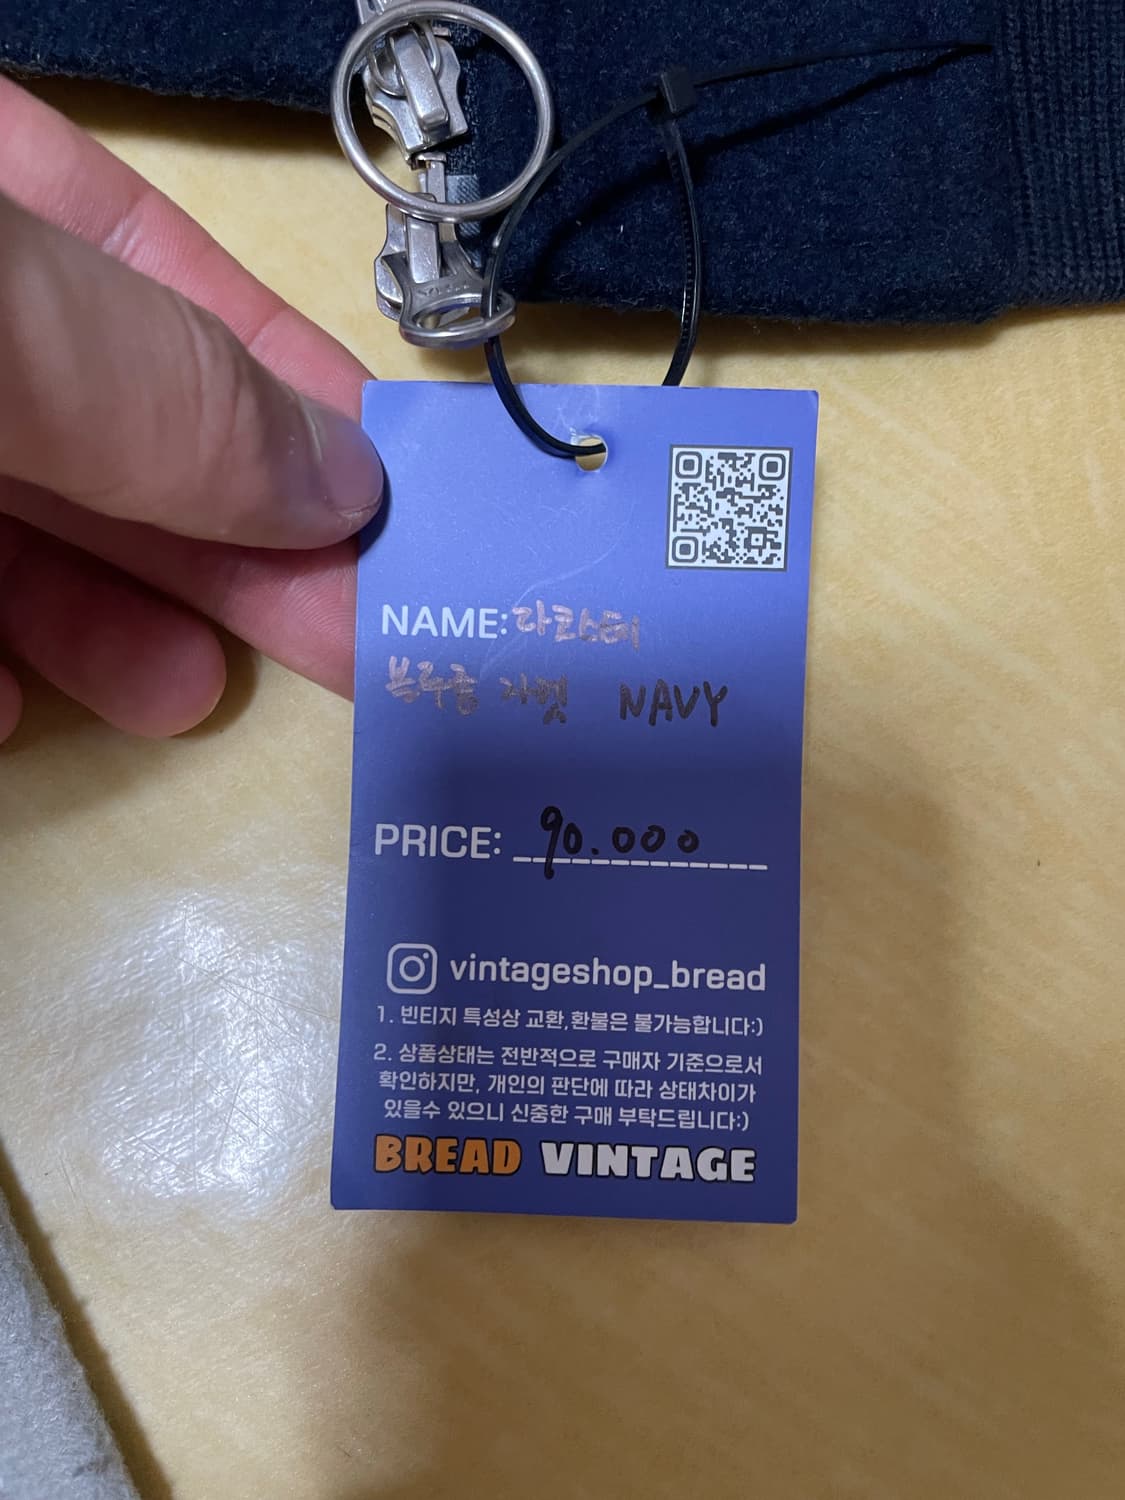 NAME: 라코스테
블루종 자켓 NAVY
PRICE: 90.000
vintageshop_bread
1. 빈티지 특성상 교환,환불은 불가능합니다:)
2. 상품상태는 전반적으로 구매자 기준으로서
확인하지만, 개인의 판단에 따라 상태차이가
있을수 있으니 신중한 구매 부탁드립니다:)
BREAD VINTAGE